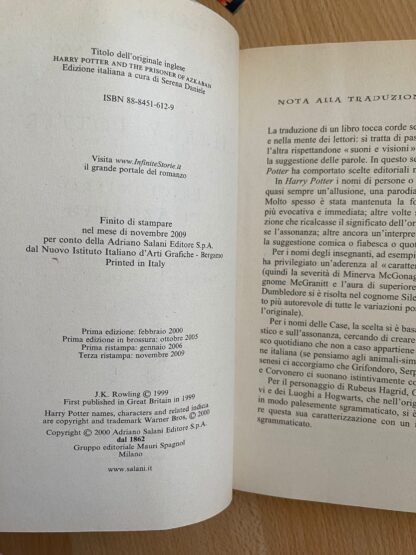 Titolo dell'originale inglese
HARRY POTTER AND THE PRISONER OF AZKABAN
Edizione italiana a cura di Serena Daniele
ISBN 88-8451-612-9
Visita www.InfiniteStorie.it
il grande portale del romanzo
Finito di stampare
nel mese di novembre 2009
per conto della Adriano Salani Editore S.p.A.
dal Nuovo Istituto Italiano d'Arti Grafiche - Bergamo
Printed in Italy
Prima edizione: febbraio 2000
Prima edizione in brossura: ottobre 2005
Prima ristampa: gennaio 2006
Terza ristampa: novembre 2009
J.K. Rowling © 1999
First published in Great Britain in 1999
Harry Potter names, characters and related indicia
are copyright and trademark Warner Bros, © 2000
Copyright © 2000 Adriano Salani Editore S.p.A.
dal 1862
Gruppo editoriale Mauri Spagnol
Milano
www.salani.it
NOTA ALLA TRADUZION
La traduzione di un libro tocca corde s
e nella mente dei lettori: si tratta di pas
l'altra rispettandone «suoni e visioni»
la suggestione delle parole. In questo se
Potter ha comportato scelte editoriali
In Harry Potter i nomi di persone o
quasi sempre un'allusione, una parodia
Molto spesso è stata mantenuta la fo
più evocativa e immediata; altre volte s
zione che ricalcasse il significato dell'or
se l'assonanza; altre ancora un'interpre
la suggestione comica o fiabesca o quot
Per i nomi degli insegnanti, ad esempi
ha privilegiato un'aderenza al «caratte
(quindi la severità di Minerva McGonag
gnome McGranitt e l'aura di superiore
Dumbledore si è risolta nel cognome Sile
to più autorevole di tutte le variazioni po
l'originale).
Per i nomi delle Case, la scelta si è bas
stico e sull'assonanza, cercando di creare
sco quotidiano che non a caso appartiene
ne italiana (se pensiamo agli animali-sim
senesi ci accorgiamo che Grifondoro, Serp
e Corvonero ci suonano istintivamente co
Per il personaggio di Rubeus Hagrid, C
vi e dei Luoghi a Hogwarts, che nell'orig
in modo palesemente sgrammaticato, si è
re questa sua caratterizzazione con un
sgrammaticato.